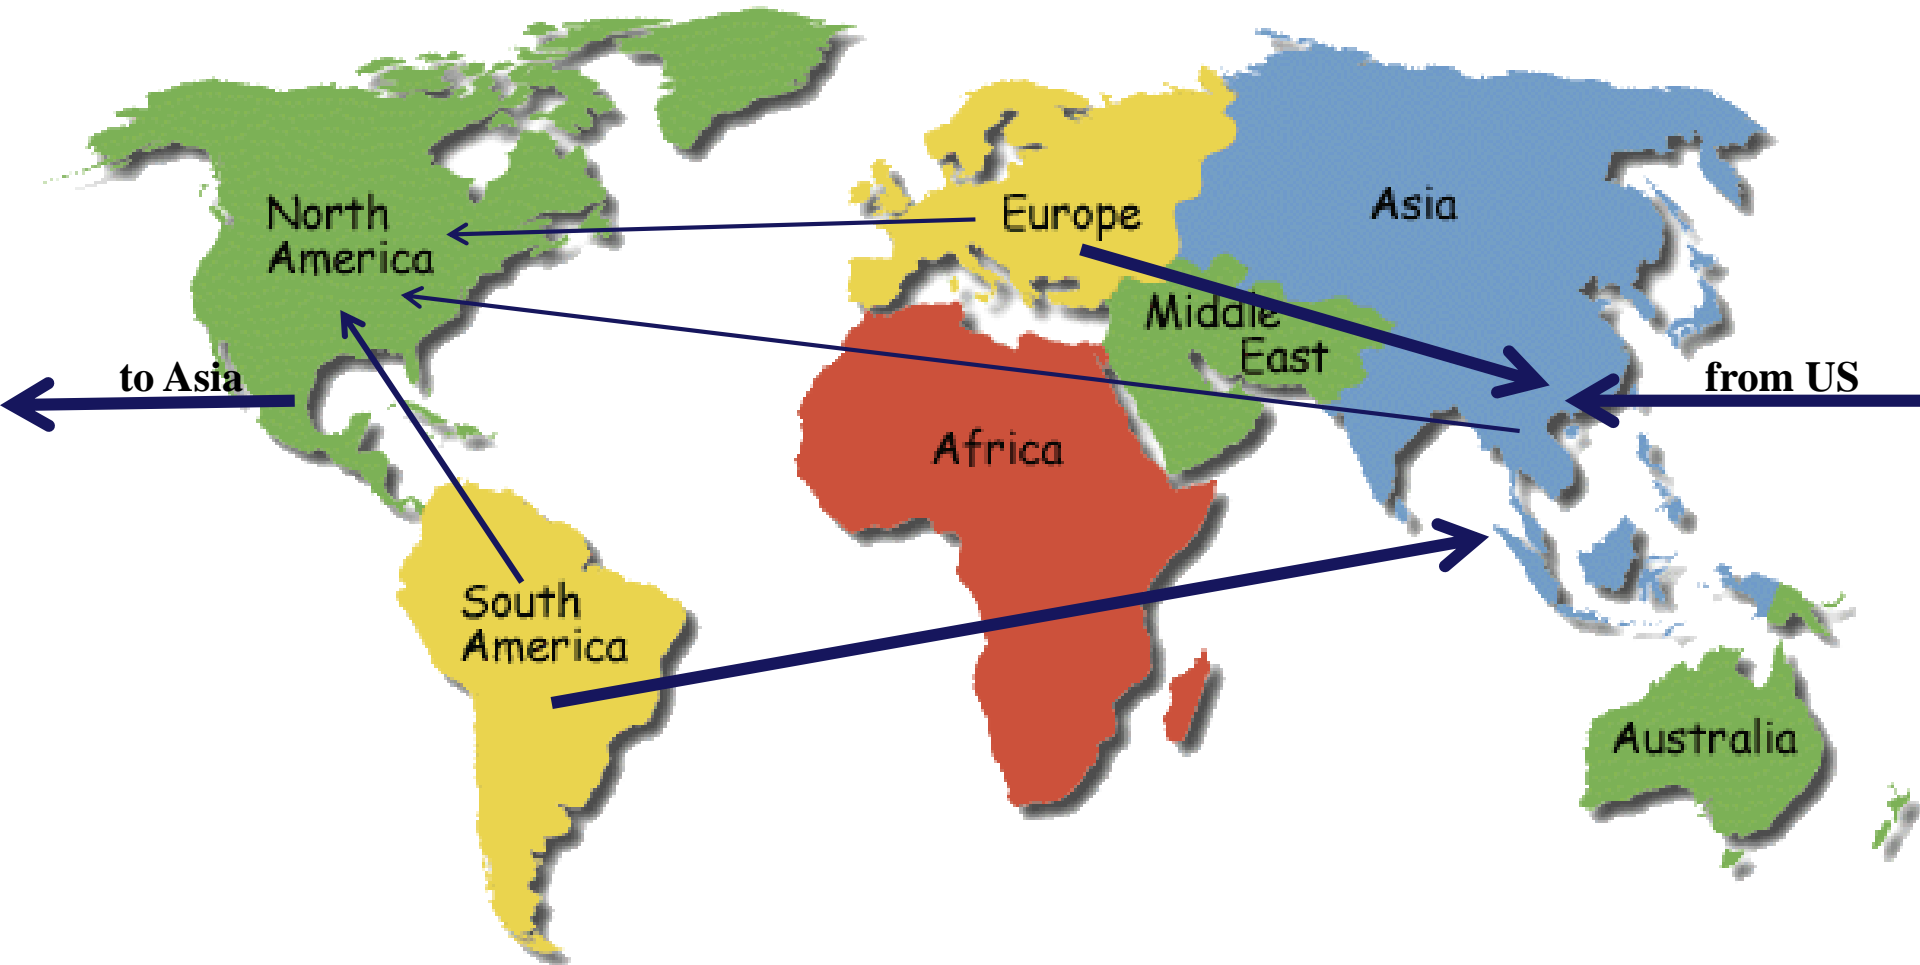 North
America
Europe
Asia
Middle
East
to Asia
from US
Africa
South
America
Australia